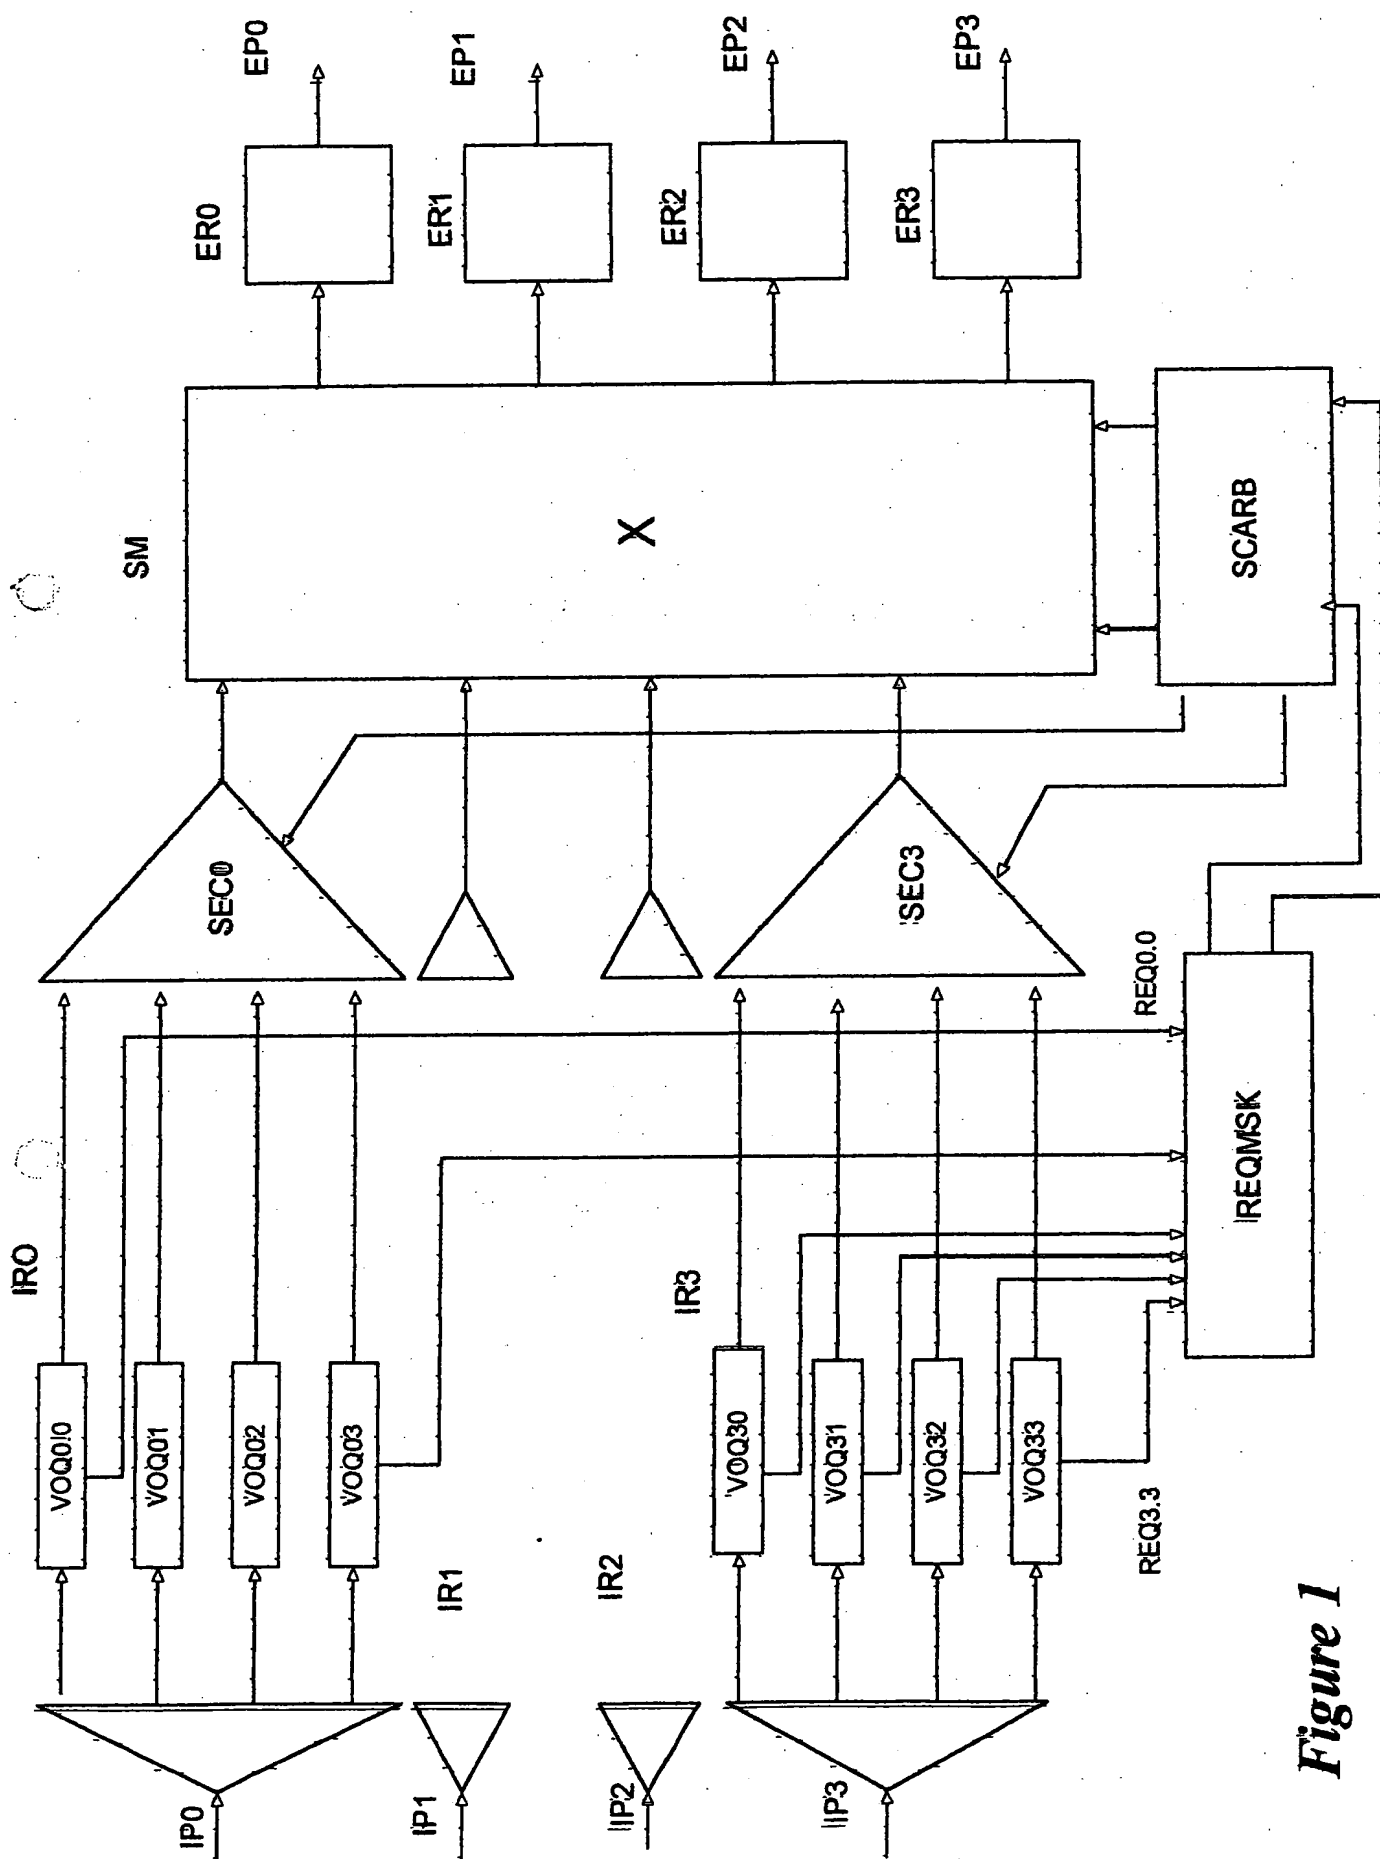 EP0
EP1
EP2
EP3
ER0
ER1
ER2
ER3
SM
X
SCARB
SEC0
SEC3
REQ0.0
REQMSK
IRO
IR3
VOQ00
VOQ01
VOQ02
VOQ03
VOQ30
VOQ31
VOQ32
VOQ33
REQ3.3
IR1
IR2
IP0
IP1
IP2
IP3
Figure 1